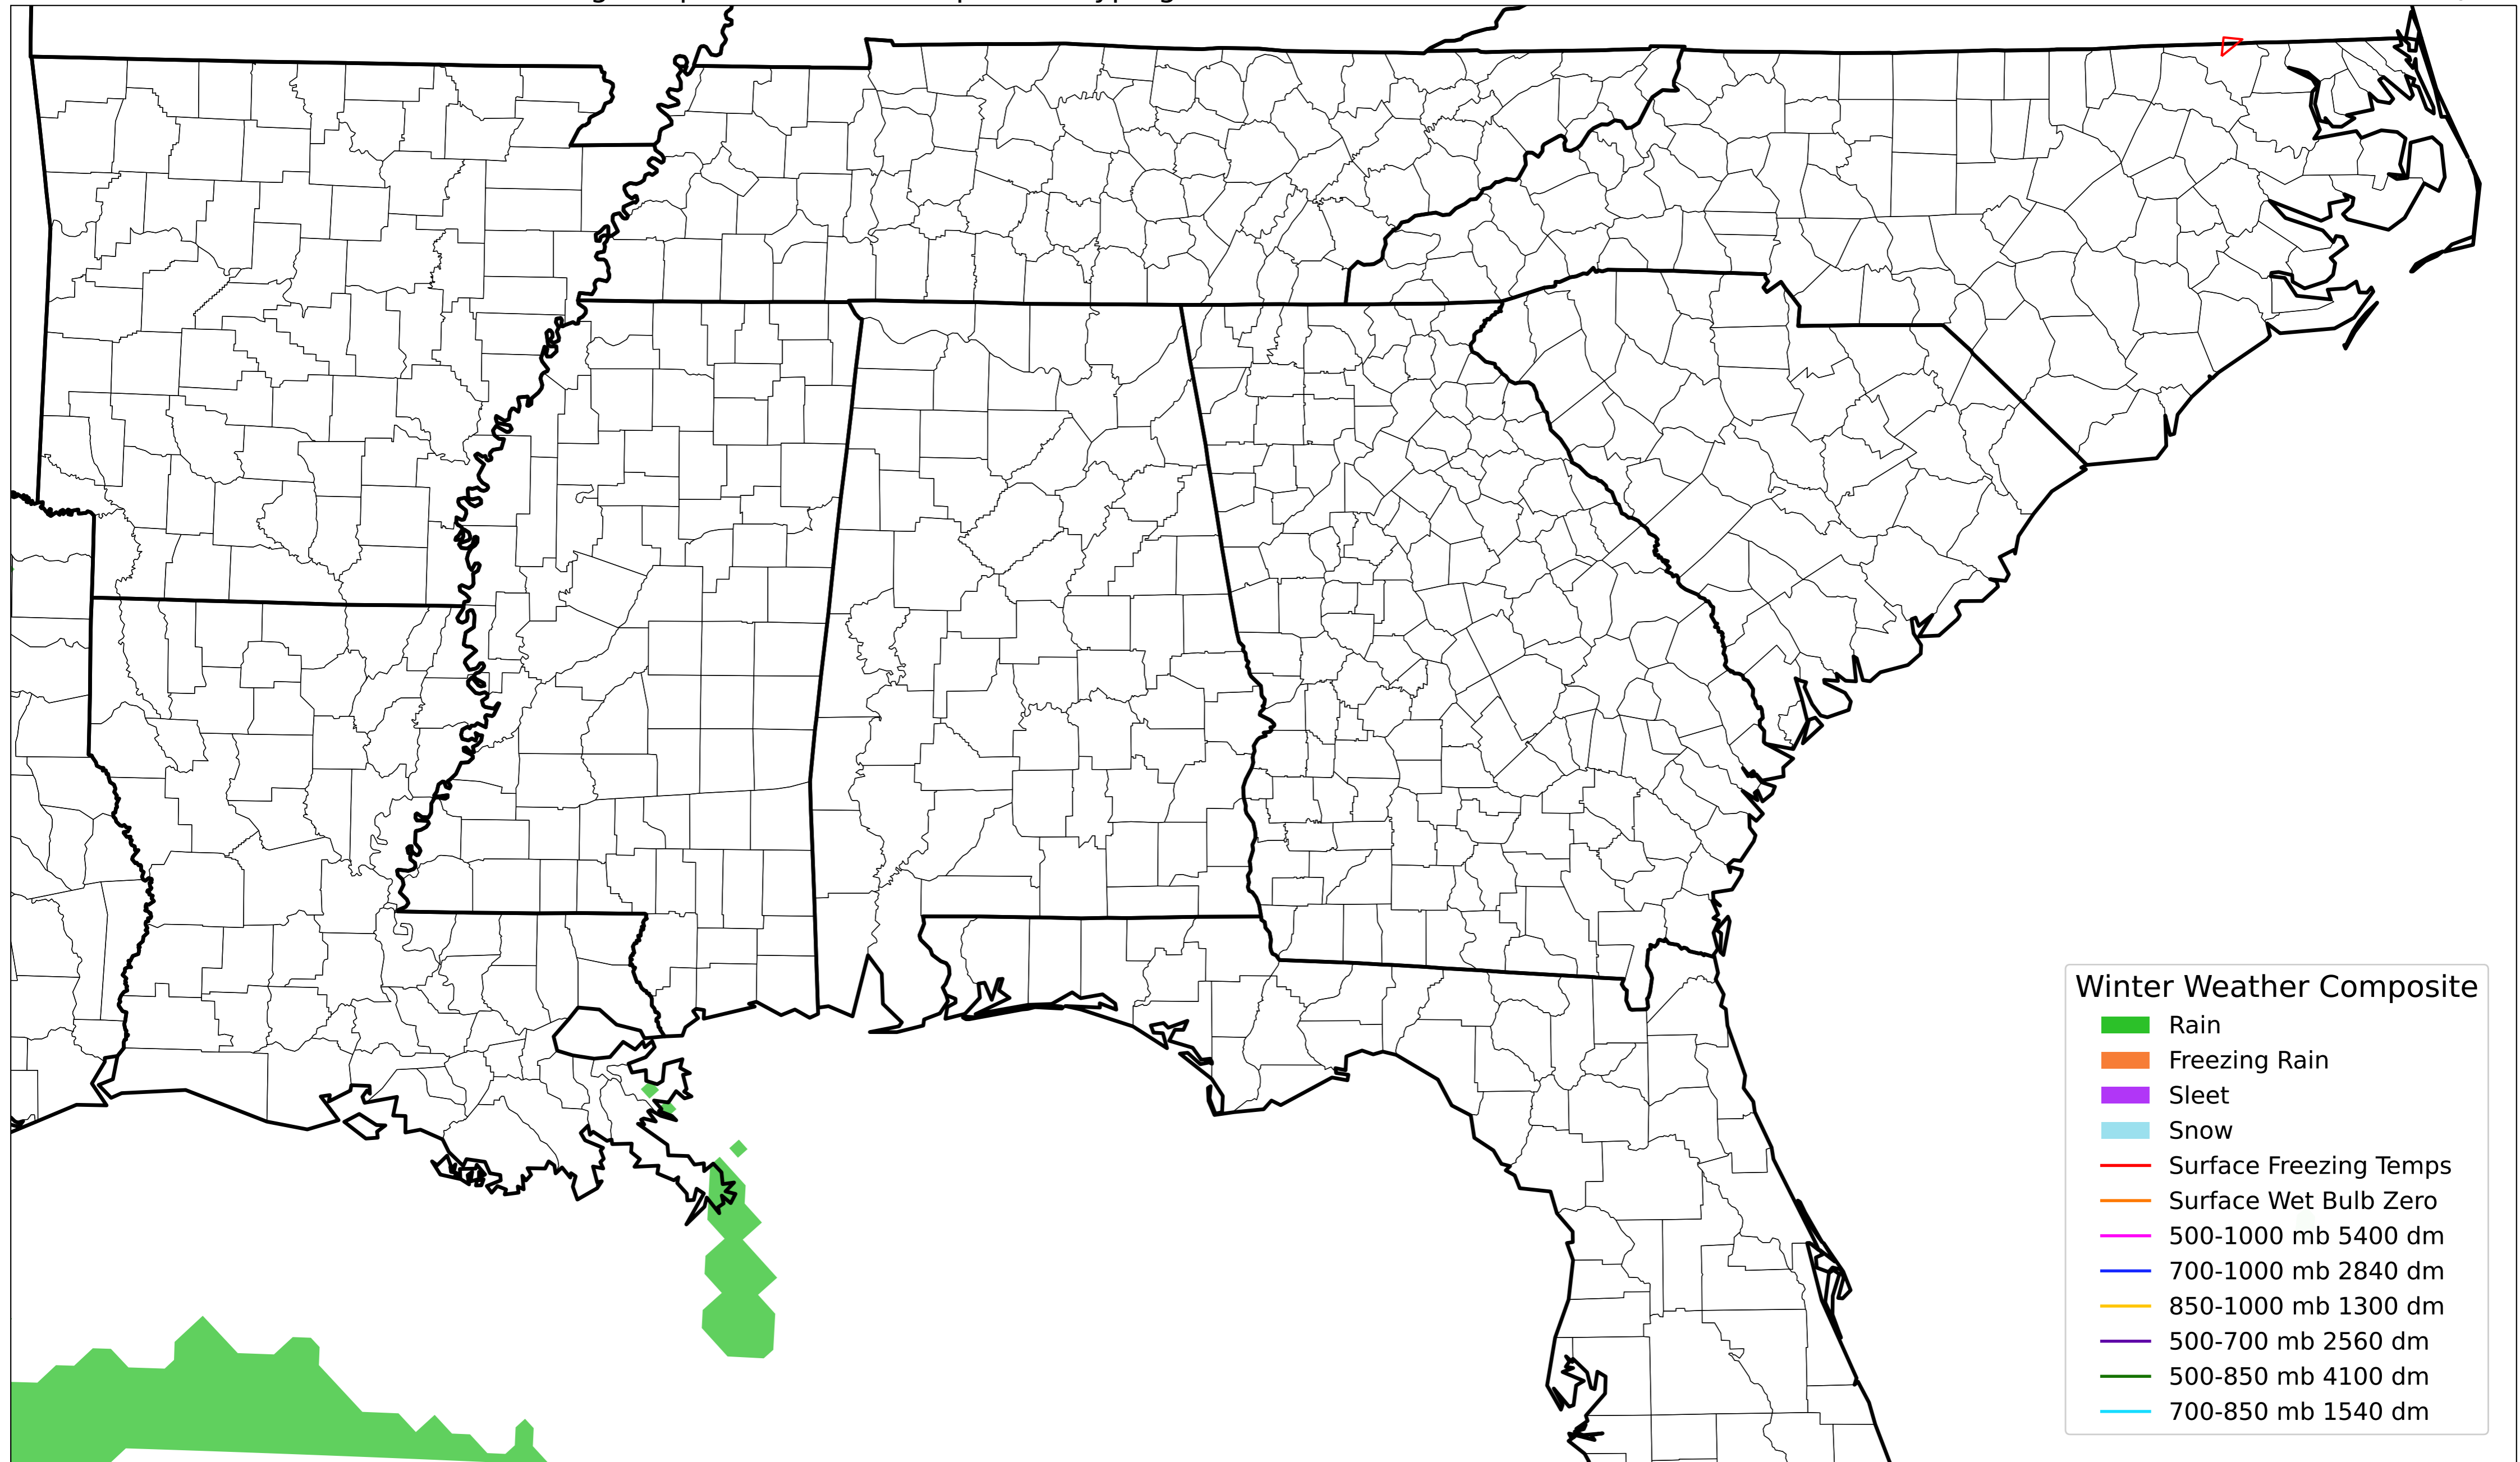 Winter Weather Composite
Rain
Freezing Rain
Sleet
Snow
Surface Freezing Temps
Surface Wet Bulb Zero
500-1000 mb 5400 dm
700-1000 mb 2840 dm
850-1000 mb 1300 dm
500-700 mb 2560 dm
500-850 mb 4100 dm
700-850 mb 1540 dm